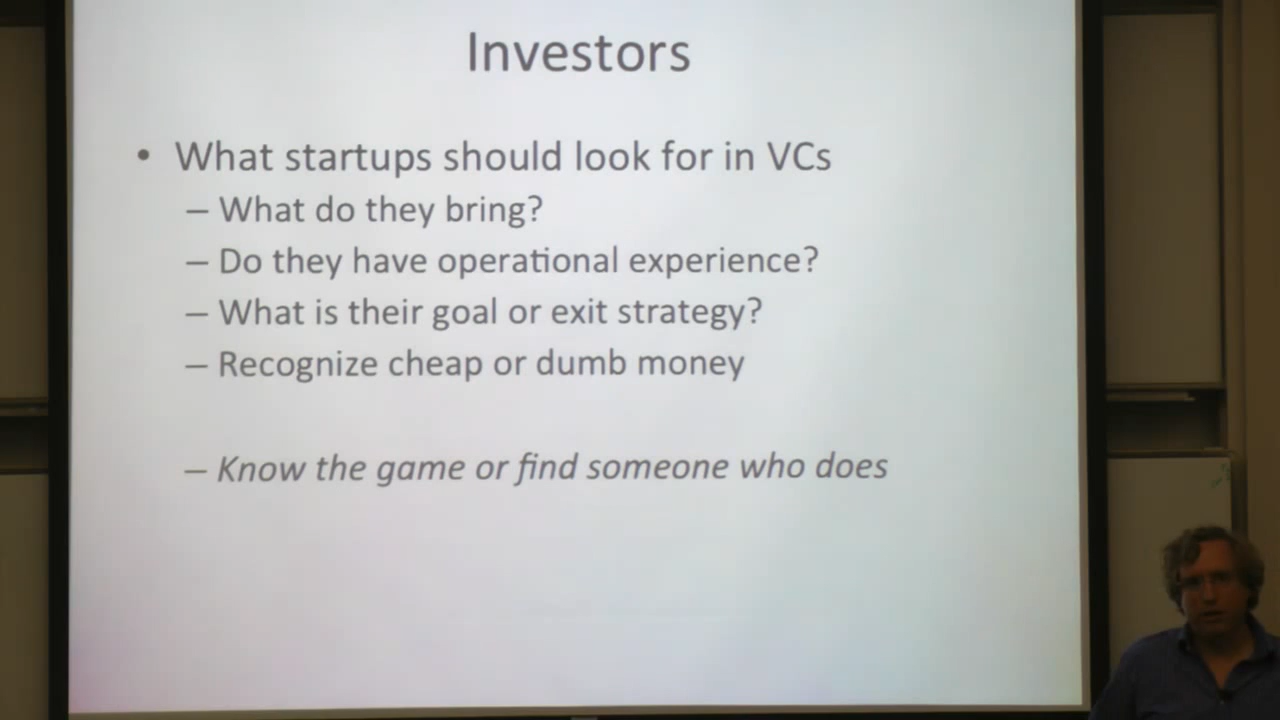 Investors
• What startups should look for in VCs
– What do they bring?
– Do they have operational experience?
– What is their goal or exit strategy?
– Recognize cheap or dumb money
– Know the game or find someone who does